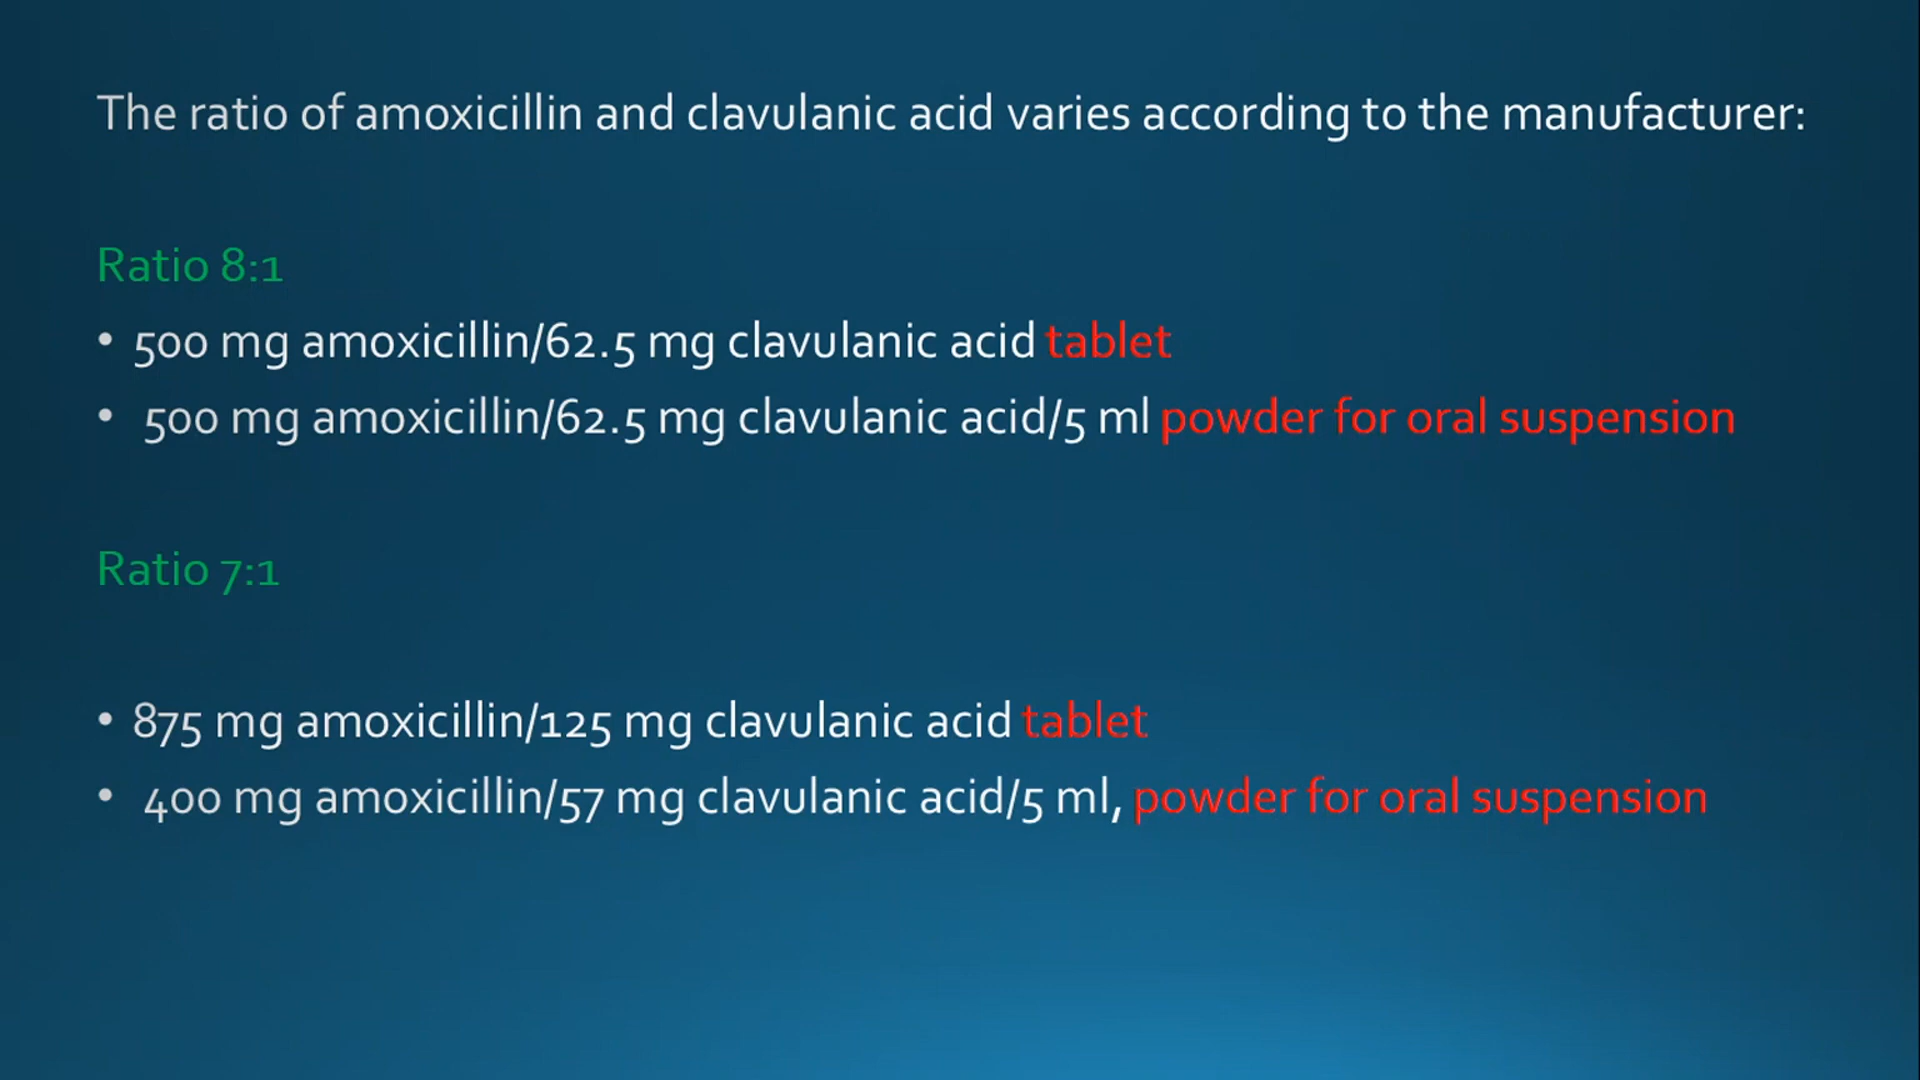 The ratio of amoxicillin and clavulanic acid varies according to the manufacturer:
Ratio 8:1
• 500 mg amoxicillin/62.5 mg clavulanic acid tablet
• 500 mg amoxicillin/62.5 mg clavulanic acid/5 ml powder for oral suspension
Ratio 7:1
• 875 mg amoxicillin/125 mg clavulanic acid tablet
• 400 mg amoxicillin/57 mg clavulanic acid/5 ml, powder for oral suspension